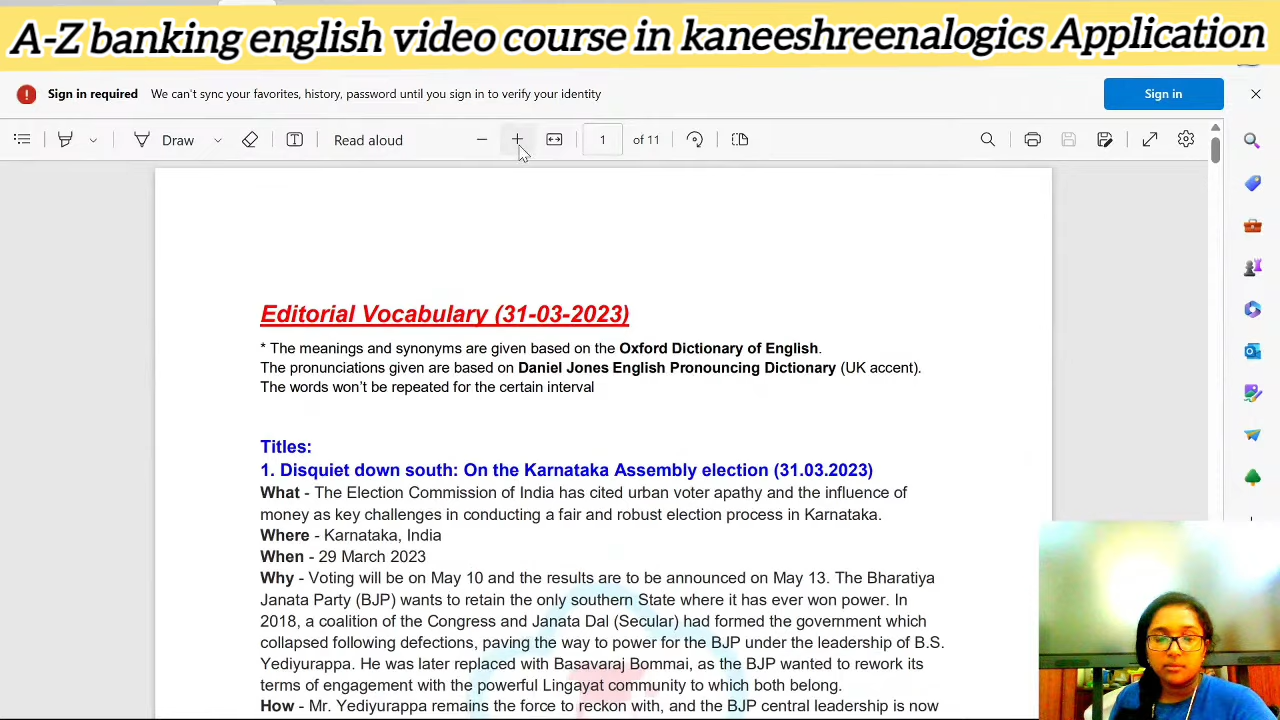 A-Z banking english video course in kaneeshreenalogics Application
Sign in required We can't sync your favorites, history, password until you sign in to verify your identity
Sign in
Draw
Read aloud
1 of 11
Editorial Vocabulary (31-03-2023)
* The meanings and synonyms are given based on the Oxford Dictionary of English.
The pronunciations given are based on Daniel Jones English Pronouncing Dictionary (UK accent).
The words won't be repeated for the certain interval
Titles:
1. Disquiet down south: On the Karnataka Assembly election (31.03.2023)
What - The Election Commission of India has cited urban voter apathy and the influence of
money as key challenges in conducting a fair and robust election process in Karnataka.
Where - Karnataka, India
When - 29 March 2023
Why - Voting will be on May 10 and the results are to be announced on May 13. The Bharatiya
Janata Party (BJP) wants to retain the only southern State where it has ever won power. In
2018, a coalition of the Congress and Janata Dal (Secular) had formed the government which
collapsed following defections, paving the way to power for the BJP under the leadership of B.S.
Yediyurappa. He was later replaced with Basavaraj Bommai, as the BJP wanted to rework its
terms of engagement with the powerful Lingayat community to which both belong.
How - Mr. Yediyurappa remains the force to reckon with, and the BJP central leadership is now